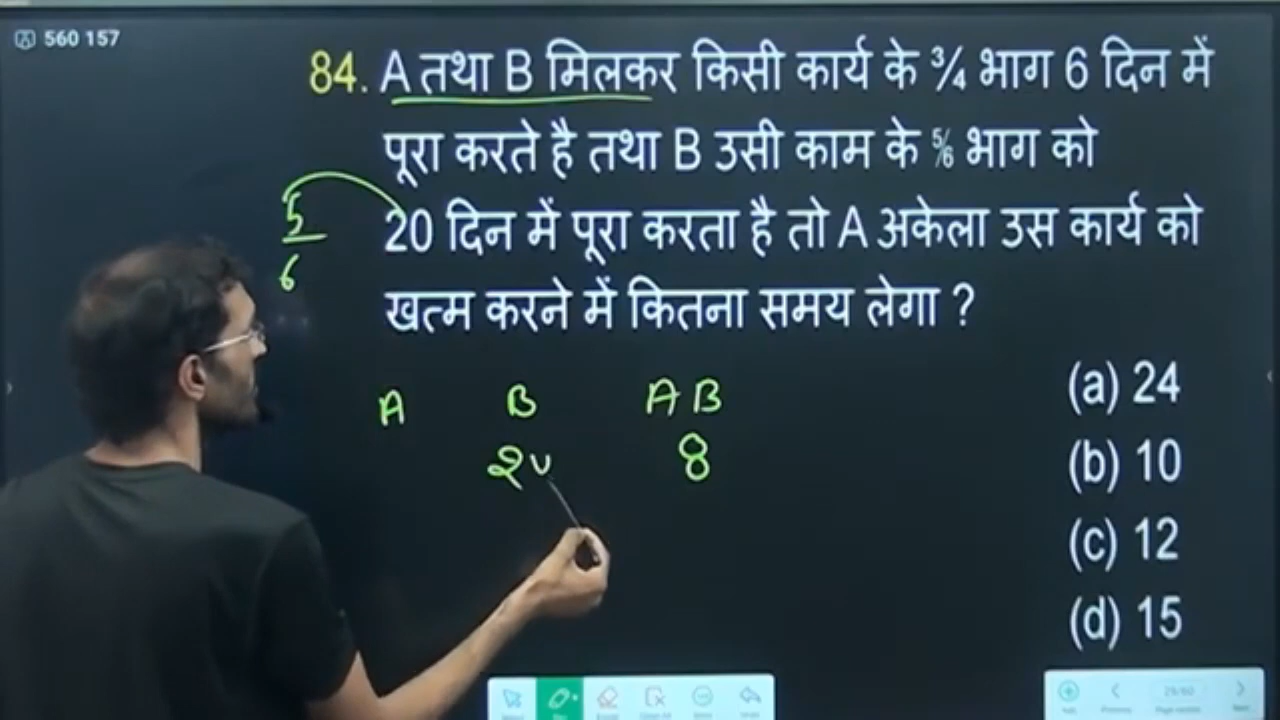 560 157
84. A तथा B मिलकर किसी कार्य के ¾ भाग 6 दिन में
पूरा करते है तथा B उसी काम के ⅚ भाग को
20 दिन में पूरा करता है तो A अकेला उस कार्य को
खत्म करने में कितना समय लेगा ?
5
6
A B AB
8
(a) 24
(b) 10
(c) 12
(d) 15